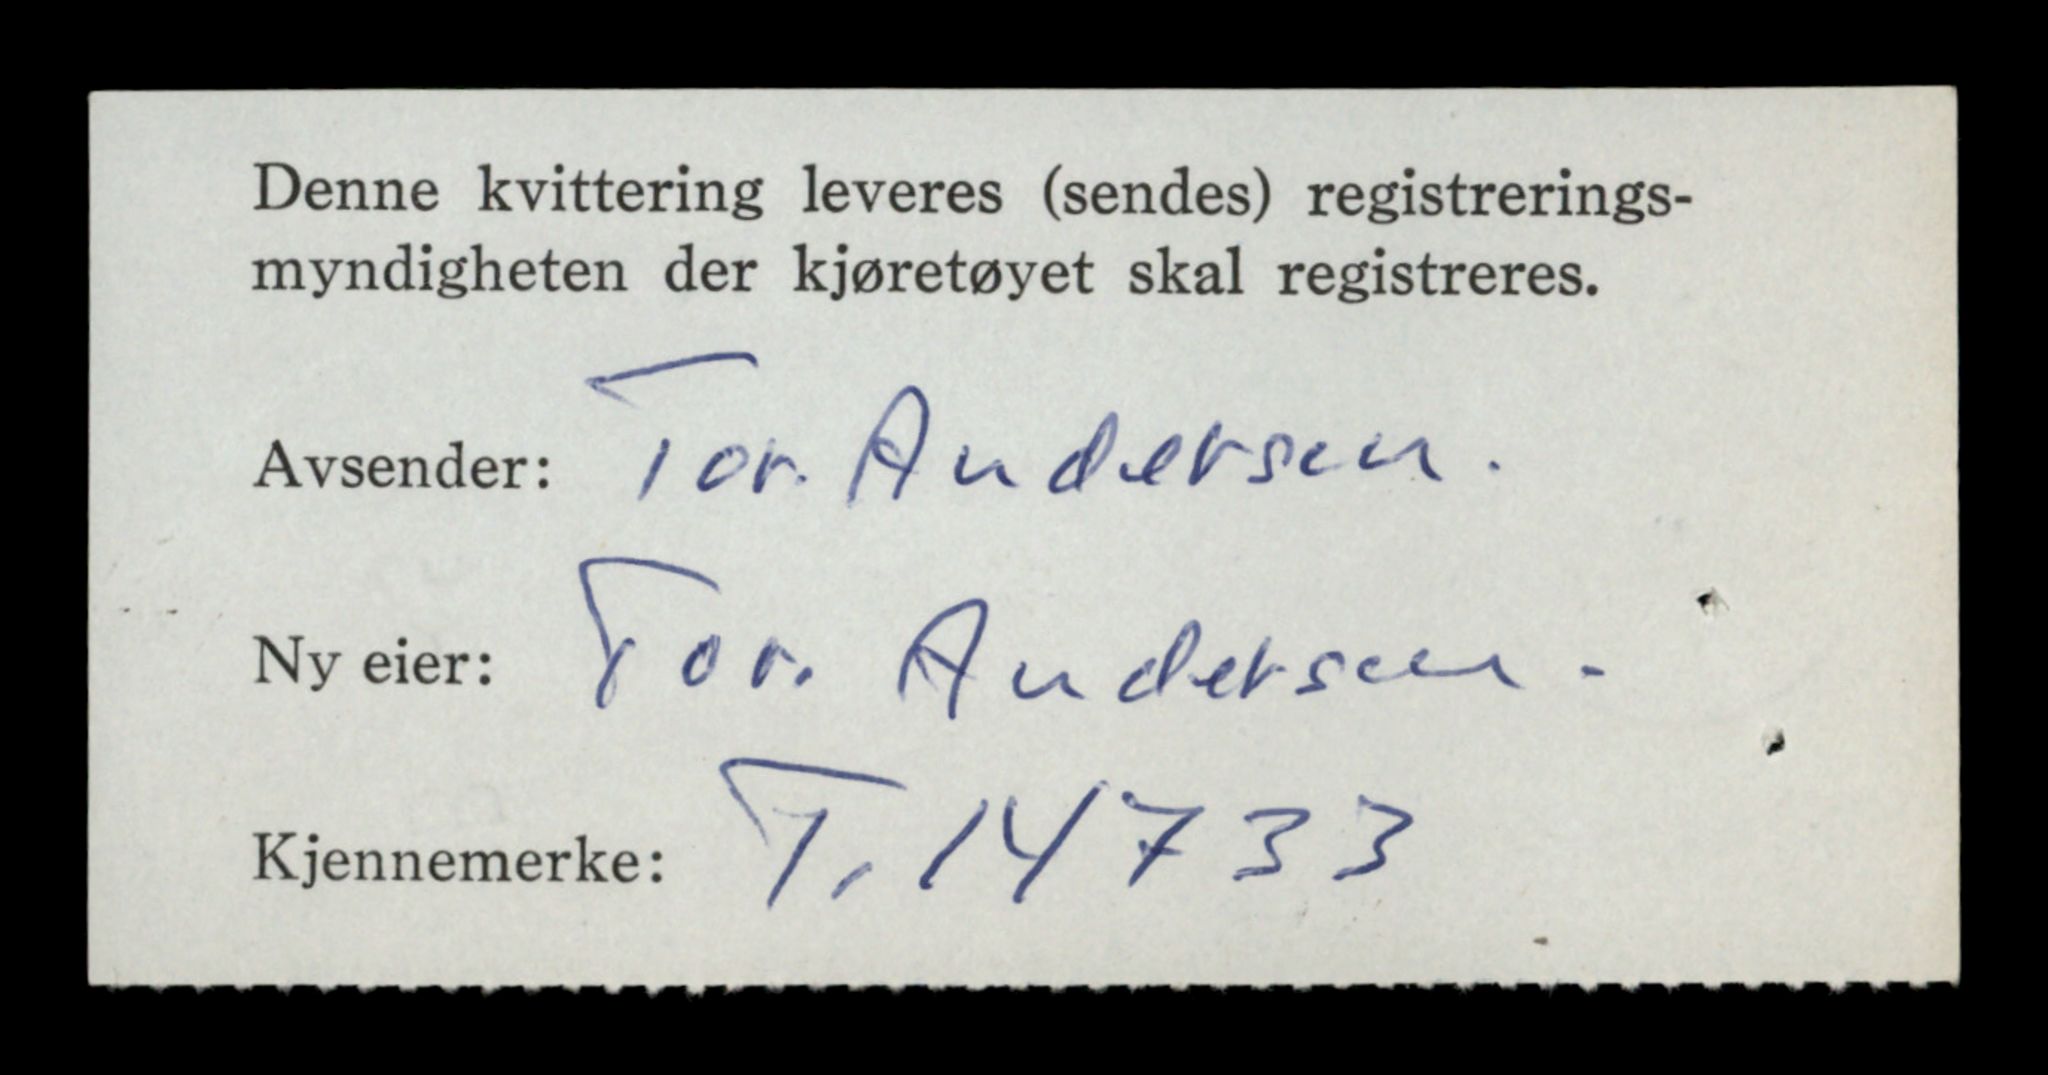 Denne kvittering leveres (sendes) registrerings-
myndigheten der kjøretøyet skal registreres.
Avsender: Tor. Andersen.
Ny eier: Tor. Andersen.
Kjennemerke: T, 14733